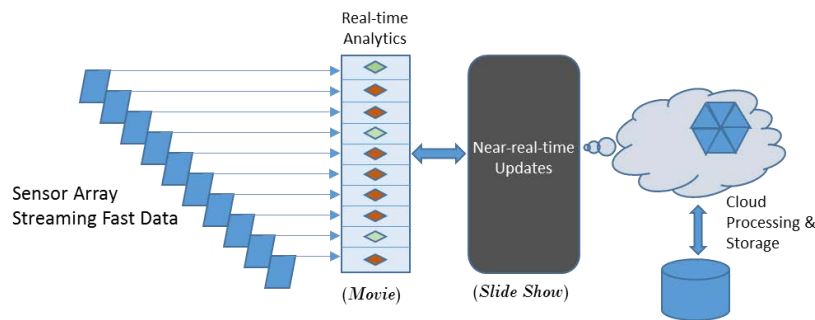 Real-time
Analytics
Near-real-time
Updates
Sensor Array
Streaming Fast Data
Cloud
Processing &
Storage
(Movie)
(Slide Show)